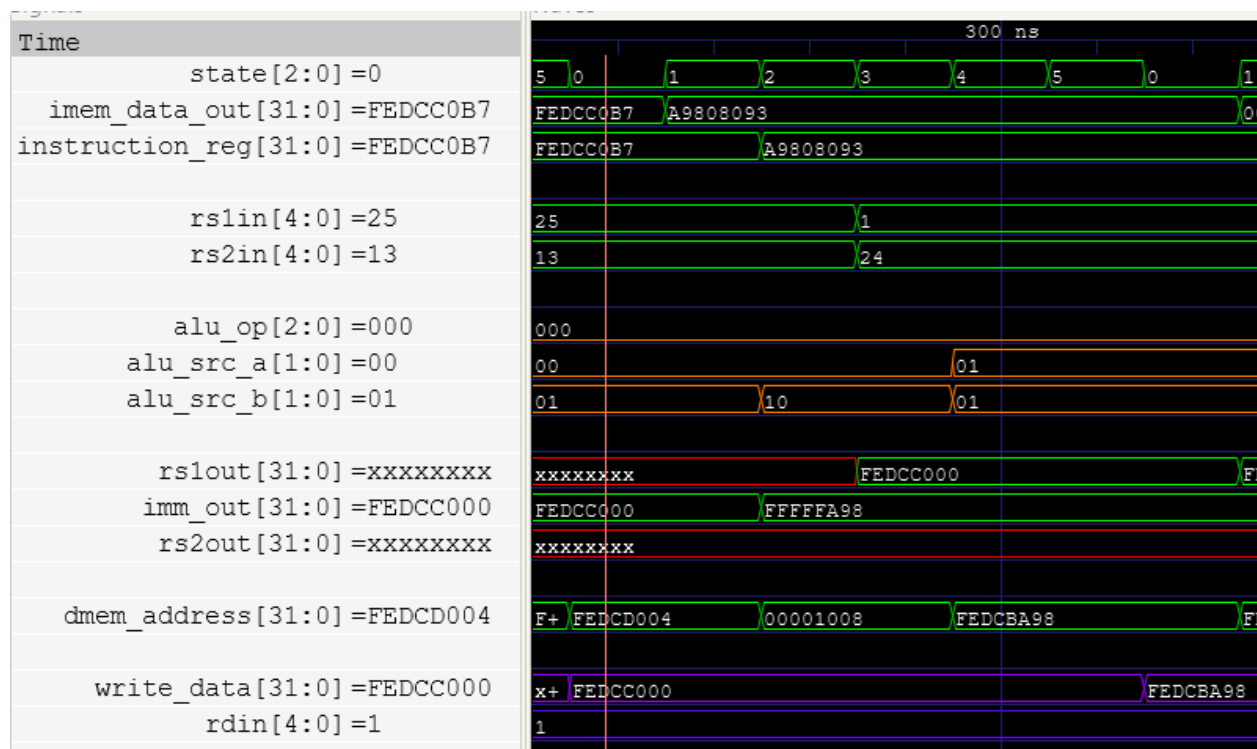 Time 300 ns
state[2:0]=0 5 0 1 2 3 4 5 0 1
imem_data_out[31:0]=FEDCC0B7 FEDCC0B7 A9808093
instruction_reg[31:0]=FEDCC0B7 FEDCC0B7 A9808093
rs1in[4:0]=25 25 1
rs2in[4:0]=13 13 24
alu_op[2:0]=000 000
alu_src_a[1:0]=00 00 01
alu_src_b[1:0]=01 01 10 01
rs1out[31:0]=xxxxxxxx xxxxxxxx FEDCC000
imm_out[31:0]=FEDCC000 FEDCC000 FFFFFA98
rs2out[31:0]=xxxxxxxx xxxxxxxx
dmem_address[31:0]=FEDCD004 F+ FEDCD004 00001008 FEDCBA98
write_data[31:0]=FEDCC000 x+ FEDCC000 FEDCBA98
rdin[4:0]=1 1